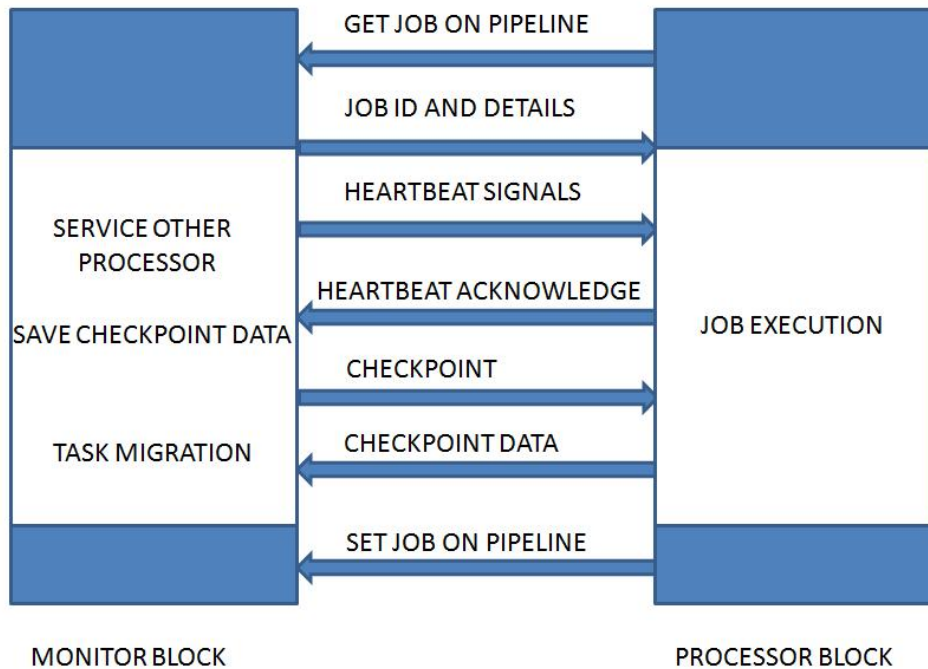 GET JOB ON PIPELINE
JOB ID AND DETAILS
HEARTBEAT SIGNALS
SERVICE OTHER
PROCESSOR
HEARTBEAT ACKNOWLEDGE
SAVE CHECKPOINT DATA
JOB EXECUTION
CHECKPOINT
TASK MIGRATION
CHECKPOINT DATA
SET JOB ON PIPELINE
MONITOR BLOCK
PROCESSOR BLOCK